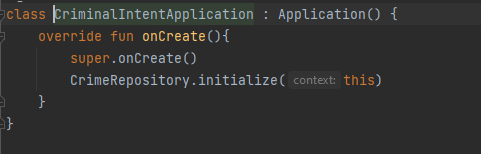 class CriminalIntentApplication : Application() {
override fun onCreate(){
super.onCreate()
CrimeRepository.initialize( context: this)
}
}